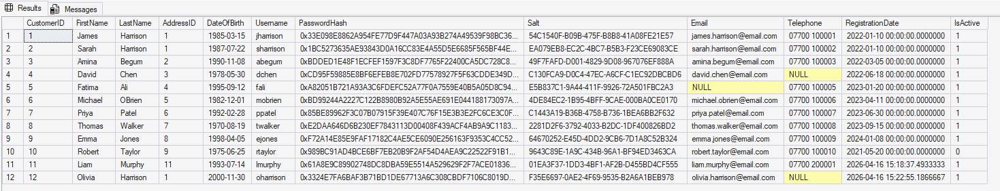 Results Messages
CustomerID FirstName LastName AddressID DateOfBirth Username PasswordHash Salt Email Telephone RegistrationDate IsActive
1 1 James Harrison 1 1985-03-15 jharrison 0x33E098E8862A954FE77D9F447A03A93B274A49539F98BC36... 54C1540F-B09B-475F-B8B8-41A08FE21E57 james.harrison@email.com 07700 100001 2022-01-10 00:00:00.0000000 1
2 2 Sarah Harrison 1 1987-07-22 sharrison 0x1BC5273635AE93843D0A16CC83E4A55D5E6685F565BF44E... EA079EB8-EC2C-4BC7-B5B3-F23CE69083CE sarah.harrison@email.com 07700 100002 2022-01-10 00:00:00.0000000 1
3 3 Amina Begum 2 1990-11-08 abegum 0xBDDED1E48F1ECFEF1597F3C8DF7765F22400CA5DC728C8... 49F7FAFD-D001-4829-9D08-967076EF888A amina.begum@email.com 07700 100003 2022-03-05 00:00:00.0000000 1
4 4 David Chen 3 1978-05-30 dchen 0xCD95F59885E8BF6EFEB8E702FD77578927F5F63CDDE349D... C130FCA9-D0C4-47EC-A6CF-C1EC92DBCBD6 david.chen@email.com NULL 2022-06-18 00:00:00.0000000 1
5 5 Fatima Ali 4 1995-09-12 fali 0xA82051B721A93A3C6FDEFC52A77F0A7559E40B5A05D8C94... E5B837C1-9A44-411F-9926-72A501FBC2A3 NULL 07700 100005 2023-01-20 00:00:00.0000000 1
6 6 Michael OBrien 5 1982-12-01 mobrien 0xBD99244A2227C122B8980B92A5E55AE691E044188173097A... 4DE84EC2-1B95-4BFF-9CAE-000BA0CE0170 michael.obrien@email.com 07700 100006 2023-04-11 00:00:00.0000000 1
7 7 Priya Patel 6 1992-02-28 ppatel 0x85BE89962F3C07B07915F39E407C76F15E3B3E2FC6CE3C0F... C1443A19-B36B-4758-B736-1BEA6BB2F632 priya.patel@email.com 07700 100007 2023-06-30 00:00:00.0000000 1
8 8 Thomas Walker 7 1970-08-19 twalker 0xE2DAA646D6B230EF7843113D00408F439ACF4AB9A9C1183... 2281D2F6-3792-4033-B2DC-1DF400826BD2 thomas.walker@email.com 07700 100008 2023-09-15 00:00:00.0000000 1
9 9 Emma Jones 8 1998-04-05 ejones 0xF72A14E85E9FAF17182C4AE5CE6090E256163F9353C4CC52... 64670252-E45D-4DD2-9CB6-7D1A8C52B324 emma.jones@email.com 07700 100009 2024-01-08 00:00:00.0000000 1
10 10 Robert Taylor 9 1975-06-25 rtaylor 0x989BC91AD4BCE6BF7EB20B9F2AF54D4AEA9C22522F91B1... 9643C89E-1A9C-434B-96A1-BF94ED3463CA robert.taylor@email.com 07700 100010 2021-05-20 00:00:00.0000000 0
11 11 Liam Murphy 11 1993-07-14 lmurphy 0x61A8E9C89902748DC8DBA59E5514A529629F2F7ACE01836... 01EA3F37-1DD3-4BF1-AF2B-D455BD4CF555 liam.murphy@email.com 07700 200001 2026-04-16 15:18:37.4933333 1
12 12 Olivia Harrison 1 2000-11-30 oharrison 0x3324E7FA6BAF3B71BD1DE67713A6C308CBDF7106C8019D... F35E6697-0AE2-4F69-9535-B2A6A1BEB978 olivia.harrison@email.com NULL 2026-04-16 15:22:55.1866667 1